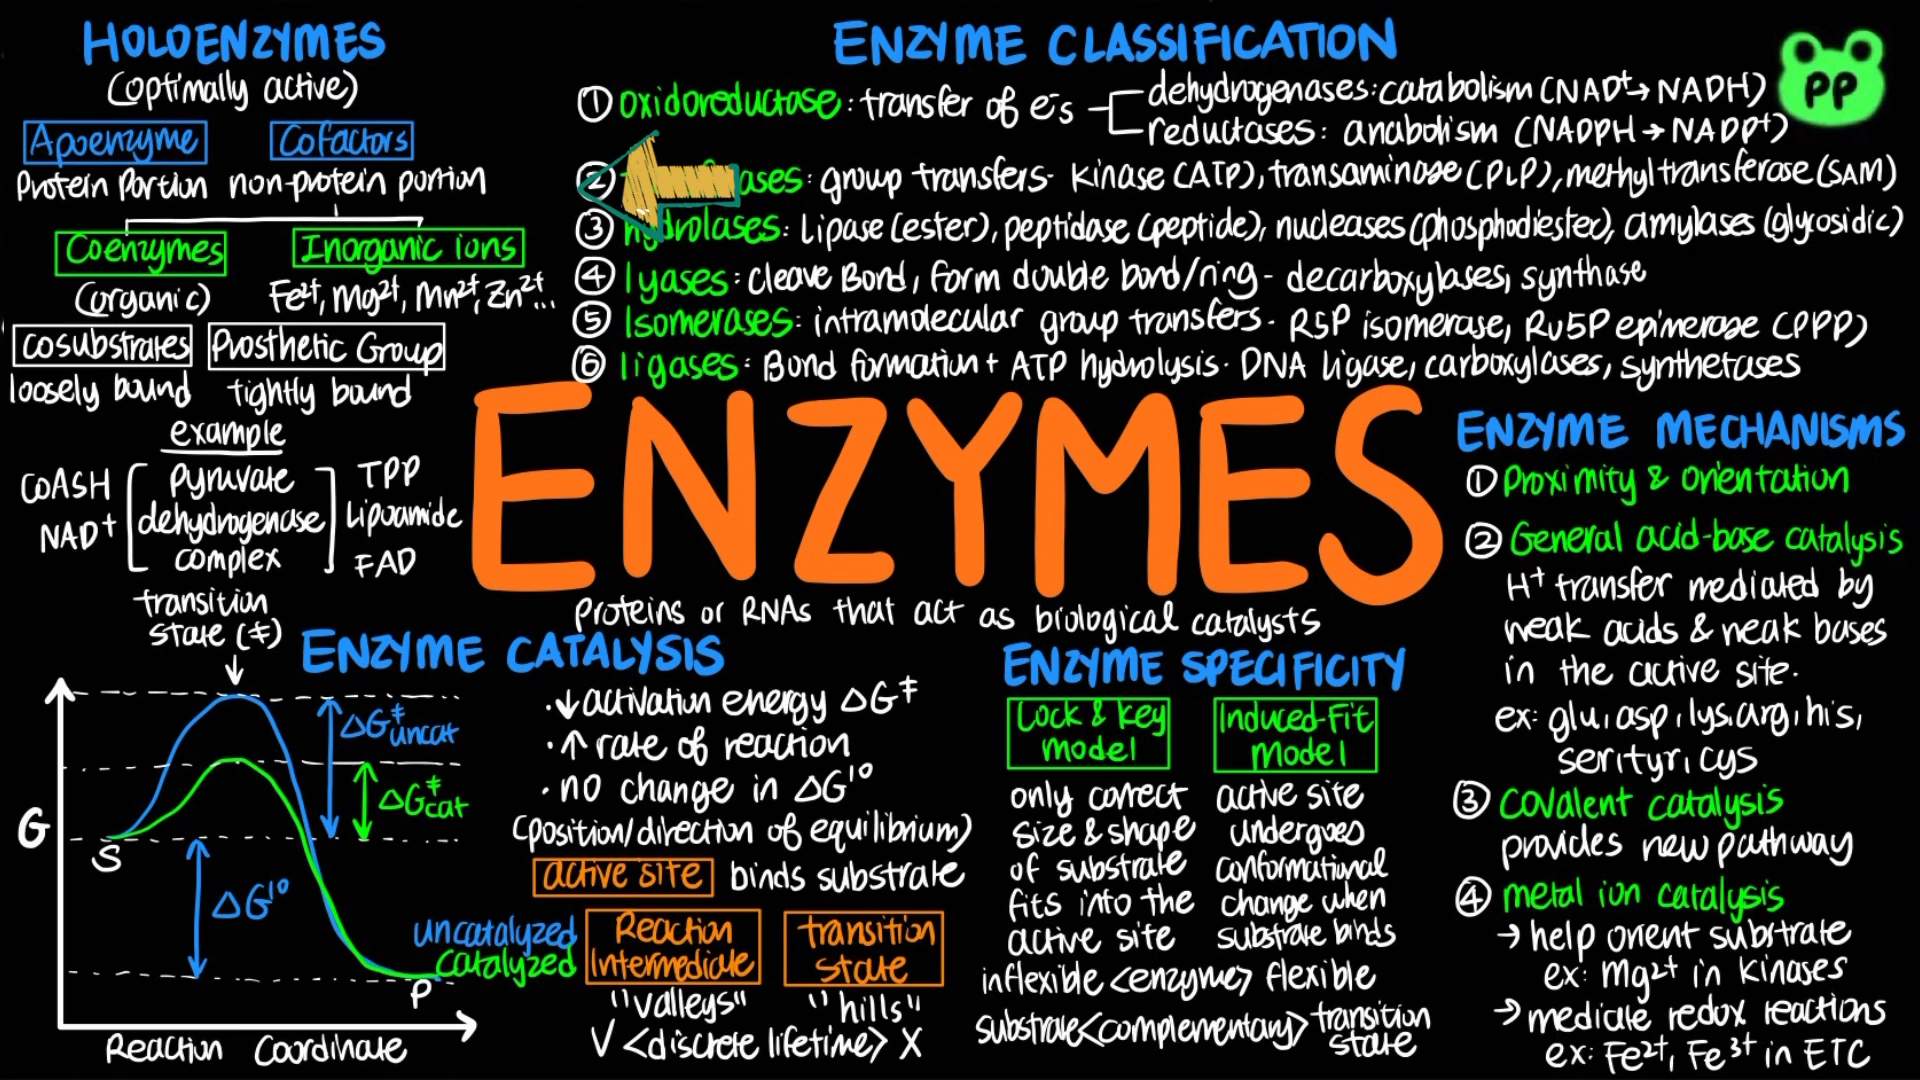 HOLOENZYMES
(optimally active)
Apoenzyme
Cofactors
Protein Portion
non-protein portion
Coenzymes
Inorganic ions
(organic)
Fe²⁺, Mg²⁺, Mn²⁺, Zn²⁺...
cosubstrates
Prosthetic Group
loosely bound
tightly bound
example
CoASH
NAD⁺
pyruvate
dehydrogenase
complex
TPP
Lipoamide
FAD
ENZYME CLASSIFICATION
PP
① oxidoreductase: transfer of e⁻s
dehydrogenases: catabolism (NAD⁺→ NADH)
reductases: anabolism (NADPH → NADP⁺)
② ases: group transfers- kinase (ATP), transaminase (PLP), methyltransferase (SAM)
③ hydrolases: Lipase (ester), peptidase (peptide), nucleases (phosphodiester), amylases (glycosidic)
④ lyases: cleave Bond, form double bond/ring - decarboxylases, synthase
⑤ Isomerases: intramolecular group transfers - R5P isomerase, Ru5P epimerase (PPP)
⑥ ligases: Bond formation + ATP hydrolysis- DNA ligase, carboxylases, synthetases
ENZYMES
Proteins or RNAs that act as biological catalysts
transition
state (‡)
G
S
P
ΔG‡uncat
ΔG‡cat
ΔG'°
uncatalyzed
catalyzed
Reaction Coordinate
ENZYME CATALYSIS
·↓ activation energy ΔG‡
·↑ rate of reaction
· no change in ΔG'°
(position/direction of equilibrium)
active site binds substrate
Reaction
Intermediate
transition
state
"valleys"
"hills"
V <discrete lifetime> X
ENZYME SPECIFICITY
Lock & key
model
Induced-Fit
Model
only correct
size & shape
of substrate
fits into the
active site
active site
undergoes
conformational
change when
substrate binds
inflexible <enzyme> flexible
substrate <complementary> transition
state
ENZYME MECHANISMS
① Proximity & orientation
② General acid-base catalysis
H⁺ transfer mediated by
weak acids & weak bases
in the active site.
ex: glu, asp, lys, arg, his,
ser, tyr, cys
③ Covalent catalysis
provides new pathway
④ metal ion catalysis
→ help orient substrate
ex: Mg²⁺ in kinases
→ mediate redox reactions
ex: Fe²⁺, Fe³⁺ in ETC